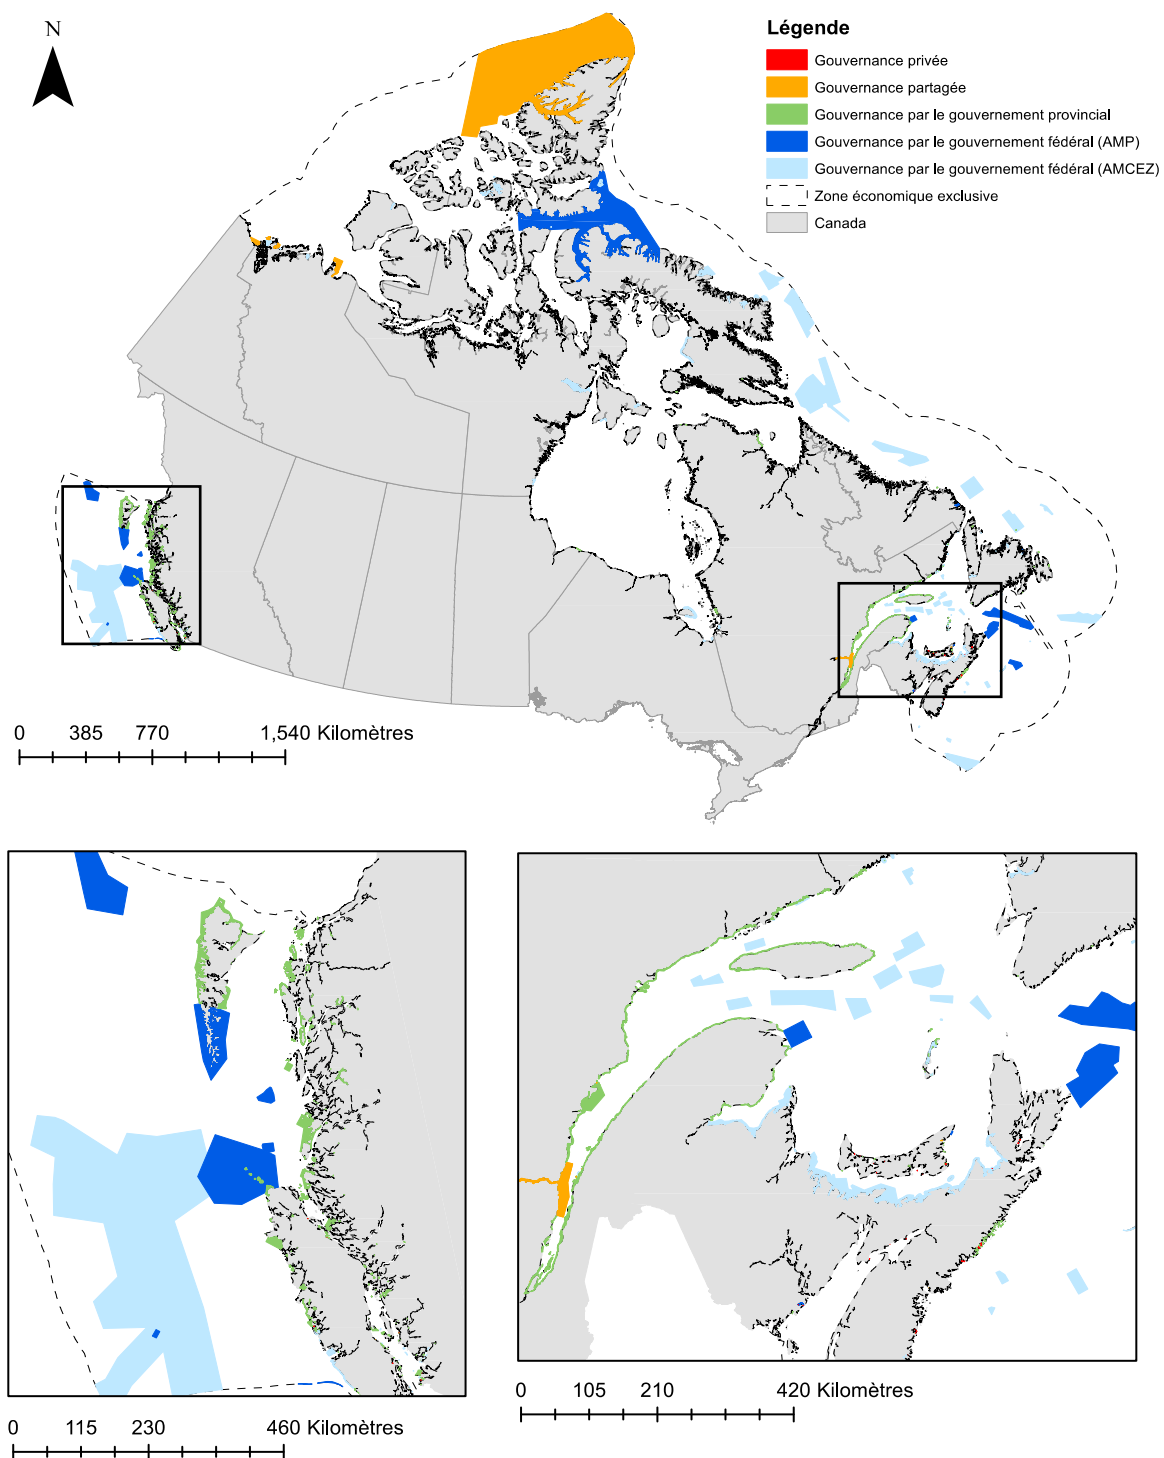 N
Légende
Gouvernance privée
Gouvernance partagée
Gouvernance par le gouvernement provincial
Gouvernance par le gouvernement fédéral (AMP)
Gouvernance par le gouvernement fédéral (AMCEZ)
Zone économique exclusive
Canada
0 385 770 1,540 Kilomètres
0 115 230 460 Kilomètres
0 105 210 420 Kilomètres